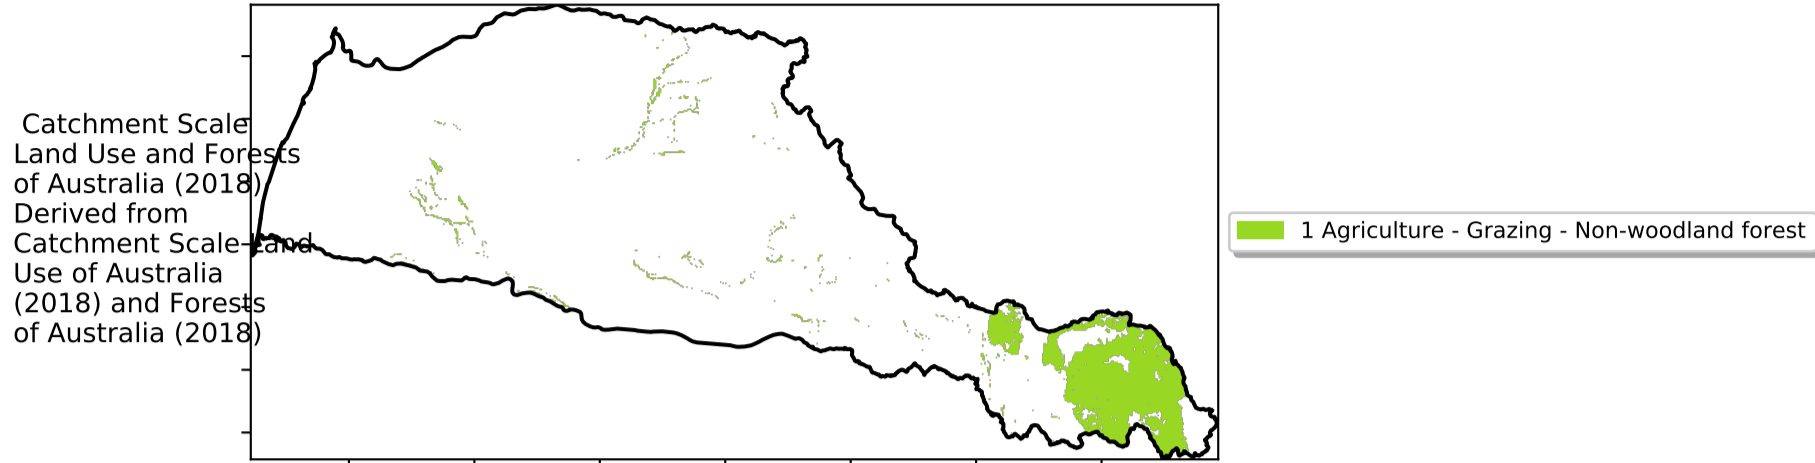 Catchment Scale
Land Use and Forests
of Australia (2018)
Derived from
Catchment Scale Land
Use of Australia
(2018) and Forests
of Australia (2018)
1 Agriculture - Grazing - Non-woodland forest